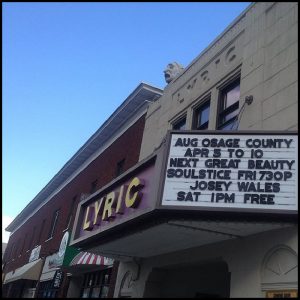 LYRIC
LYRIC
AUG OSAGE COUNTY
APR 5 TO 10
NEXT GREAT BEAUTY
SOULSTICE FRI 730P
JOSEY WALES
SAT 1PM FREE